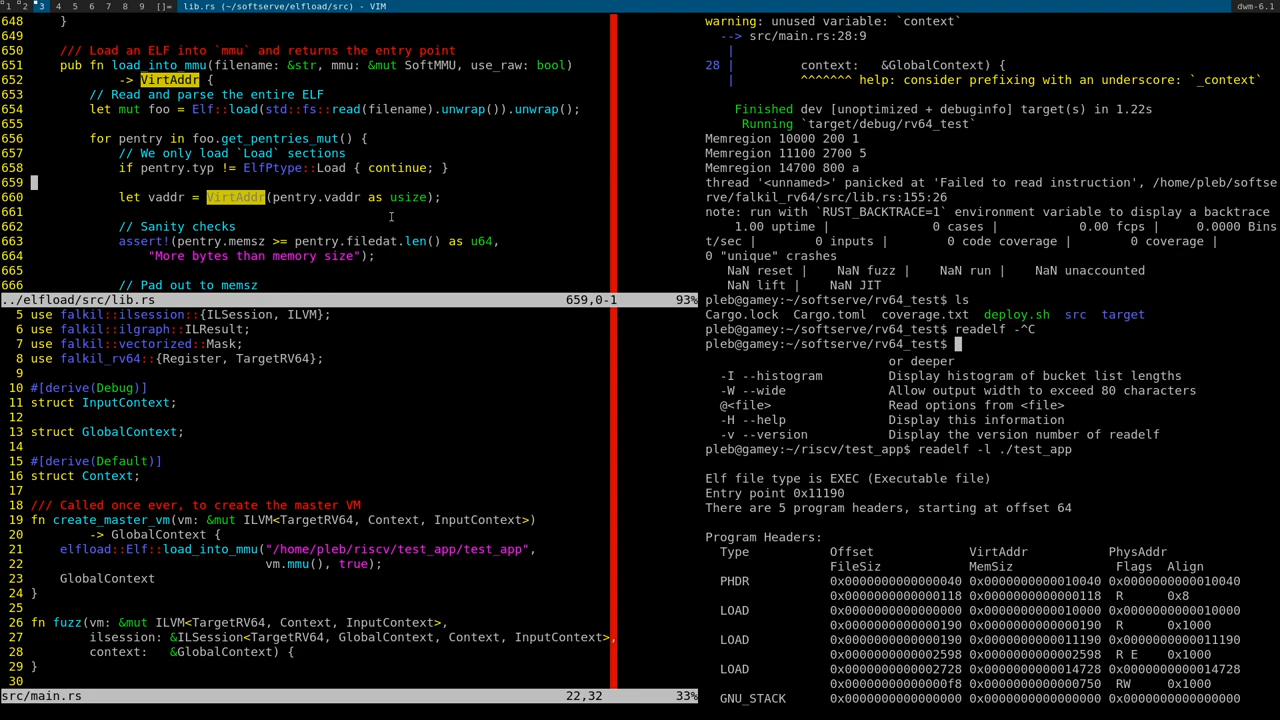 1 2 3 4 5 6 7 8 9 []= lib.rs (~/softserve/elfload/src) - VIM dwm-6.1
648     }
649
650     /// Load an ELF into `mmu` and returns the entry point
651     pub fn load_into_mmu(filename: &str, mmu: &mut SoftMMU, use_raw: bool)
652             -> VirtAddr {
653         // Read and parse the entire ELF
654         let mut foo = Elf::load(std::fs::read(filename).unwrap()).unwrap();
655
656         for pentry in foo.get_pentries_mut() {
657             // We only load `Load` sections
658             if pentry.typ != ElfPtype::Load { continue; }
659
660             let vaddr = VirtAddr(pentry.vaddr as usize);
661
662             // Sanity checks
663             assert!(pentry.memsz >= pentry.filedat.len() as u64,
664                 "More bytes than memory size");
665
666             // Pad out to memsz
../elfload/src/lib.rs 659,0-1 93%
5 use falkil::ilsession::{ILSession, ILVM};
6 use falkil::ilgraph::ILResult;
7 use falkil::vectorized::Mask;
8 use falkil_rv64::{Register, TargetRV64};
9
10 #[derive(Debug)]
11 struct InputContext;
12
13 struct GlobalContext;
14
15 #[derive(Default)]
16 struct Context;
17
18 /// Called once ever, to create the master VM
19 fn create_master_vm(vm: &mut ILVM<TargetRV64, Context, InputContext>)
20         -> GlobalContext {
21     elfload::Elf::load_into_mmu("/home/pleb/riscv/test_app/test_app",
22                                 vm.mmu(), true);
23     GlobalContext
24 }
25
26 fn fuzz(vm: &mut ILVM<TargetRV64, Context, InputContext>,
27         ilsession: &ILSession<TargetRV64, GlobalContext, Context, InputContext>,
28         context:   &GlobalContext) {
29 }
30
src/main.rs 22,32 33%
warning: unused variable: `context`
  --> src/main.rs:28:9
   |
28 |         context:   &GlobalContext) {
   |         ^^^^^^^ help: consider prefixing with an underscore: `_context`

    Finished dev [unoptimized + debuginfo] target(s) in 1.22s
     Running `target/debug/rv64_test`
Memregion 10000 200 1
Memregion 11100 2700 5
Memregion 14700 800 a
thread '<unnamed>' panicked at 'Failed to read instruction', /home/pleb/softse
rve/falkil_rv64/src/lib.rs:155:26
note: run with `RUST_BACKTRACE=1` environment variable to display a backtrace
    1.00 uptime |           0 cases |           0.00 fcps |     0.0000 Bins
t/sec |          0 inputs |          0 code coverage |          0 coverage |
0 "unique" crashes
   NaN reset |    NaN fuzz |    NaN run |    NaN unaccounted
   NaN lift |    NaN JIT
pleb@gamey:~/softserve/rv64_test$ ls
Cargo.lock  Cargo.toml  coverage.txt  deploy.sh  src  target
pleb@gamey:~/softserve/rv64_test$ readelf -^C
pleb@gamey:~/softserve/rv64_test$
                         or deeper
  -I --histogram         Display histogram of bucket list lengths
  -W --wide              Allow output width to exceed 80 characters
  @<file>                Read options from <file>
  -H --help              Display this information
  -v --version           Display the version number of readelf
pleb@gamey:~/riscv/test_app$ readelf -l ./test_app

Elf file type is EXEC (Executable file)
Entry point 0x11190
There are 5 program headers, starting at offset 64

Program Headers:
  Type           Offset             VirtAddr           PhysAddr
                 FileSiz            MemSiz              Flags  Align
  PHDR           0x0000000000000040 0x0000000000010040 0x0000000000010040
                 0x0000000000000118 0x0000000000000118  R      0x8
  LOAD           0x0000000000000000 0x0000000000010000 0x0000000000010000
                 0x0000000000000190 0x0000000000000190  R      0x1000
  LOAD           0x0000000000000190 0x0000000000011190 0x0000000000011190
                 0x0000000000002598 0x0000000000002598  R E    0x1000
  LOAD           0x0000000000002728 0x0000000000014728 0x0000000000014728
                 0x00000000000000f8 0x0000000000000750  RW     0x1000
  GNU_STACK      0x0000000000000000 0x0000000000000000 0x0000000000000000